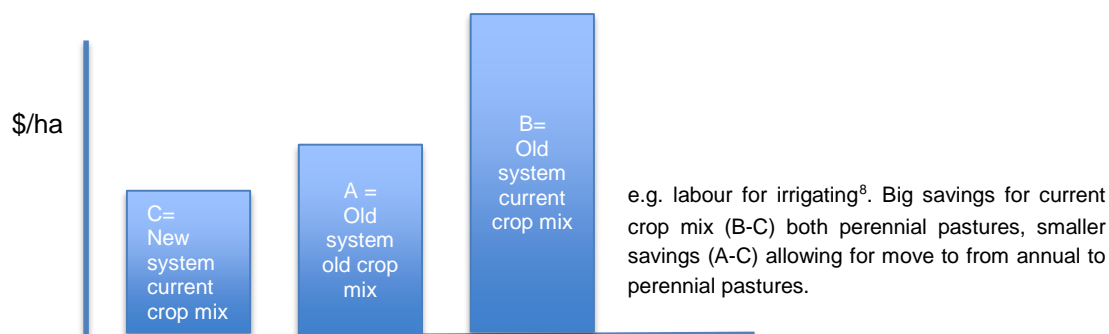 $/ha
C=
New
system
current
crop mix
A =
Old
system
old crop
mix
B=
Old
system
current
crop mix
e.g. labour for irrigating⁸. Big savings for current
crop mix (B-C) both perennial pastures, smaller
savings (A-C) allowing for move to from annual to
perennial pastures.